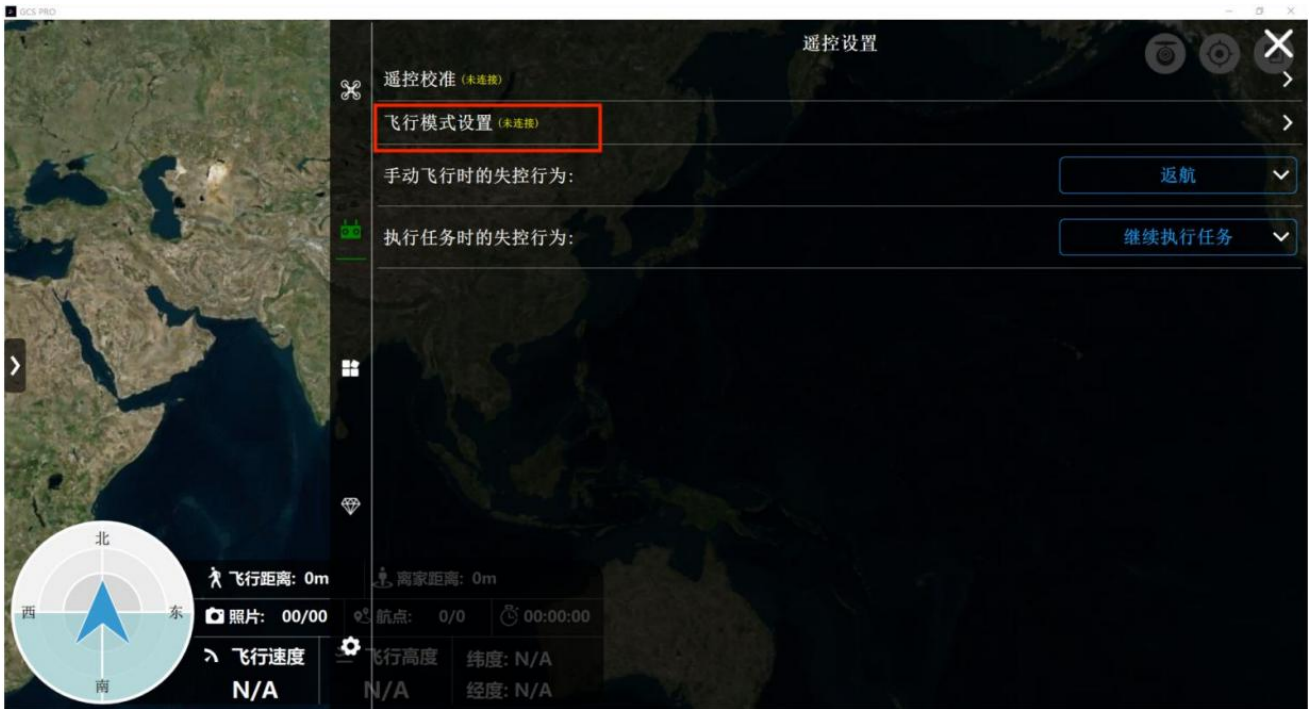 GCS PRO
遥控设置
遥控校准 (未连接)
飞行模式设置 (未连接)
手动飞行时的失控行为:
返航
执行任务时的失控行为:
继续执行任务
北
西
东
南
飞行距离: 0m
离家距离: 0m
照片: 00/00
航点: 0/0
00:00:00
飞行速度
飞行高度
纬度: N/A
N/A
N/A
经度: N/A